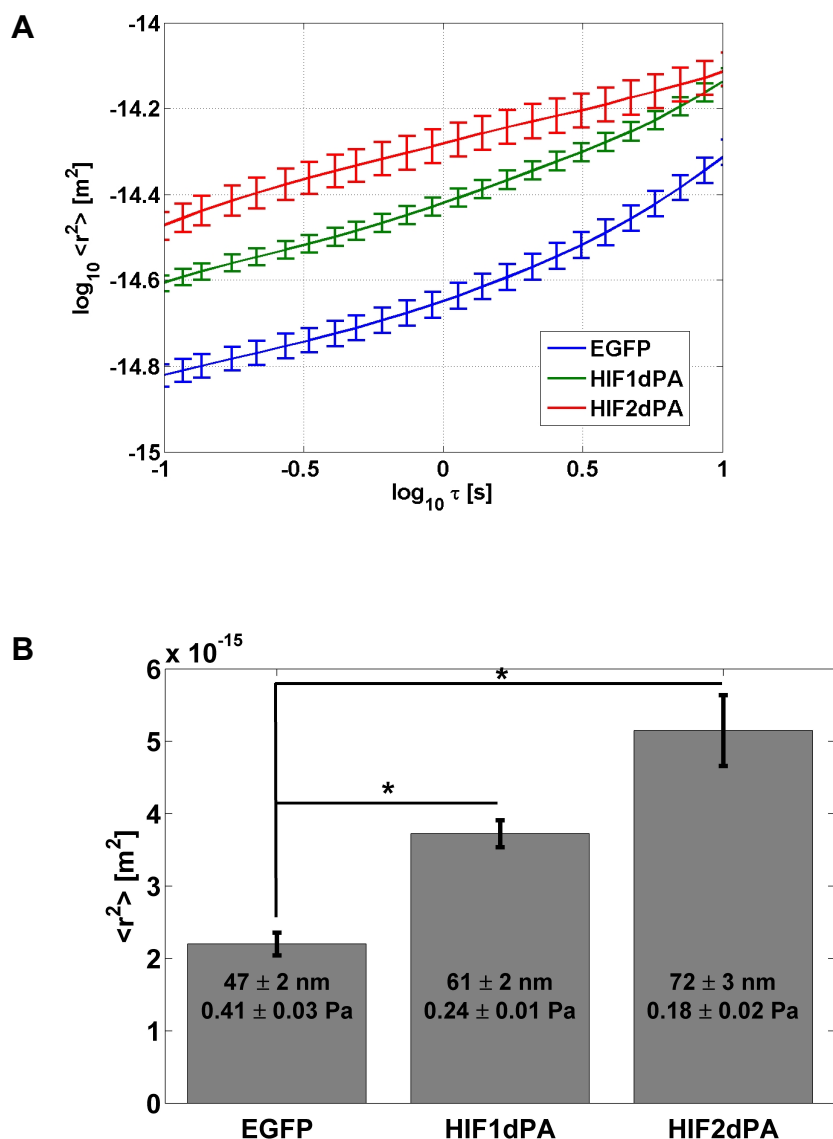 A
-14
-14.2
-14.4
-14.6
-14.8
-15
log10 <r2> [m2]
EGFP
HIF1dPA
HIF2dPA
-1
-0.5
0
0.5
1
log10 τ [s]
B
x 10-15
6
5
4
3
2
1
0
<r2> [m2]
*
*
47 ± 2 nm
0.41 ± 0.03 Pa
61 ± 2 nm
0.24 ± 0.01 Pa
72 ± 3 nm
0.18 ± 0.02 Pa
EGFP
HIF1dPA
HIF2dPA